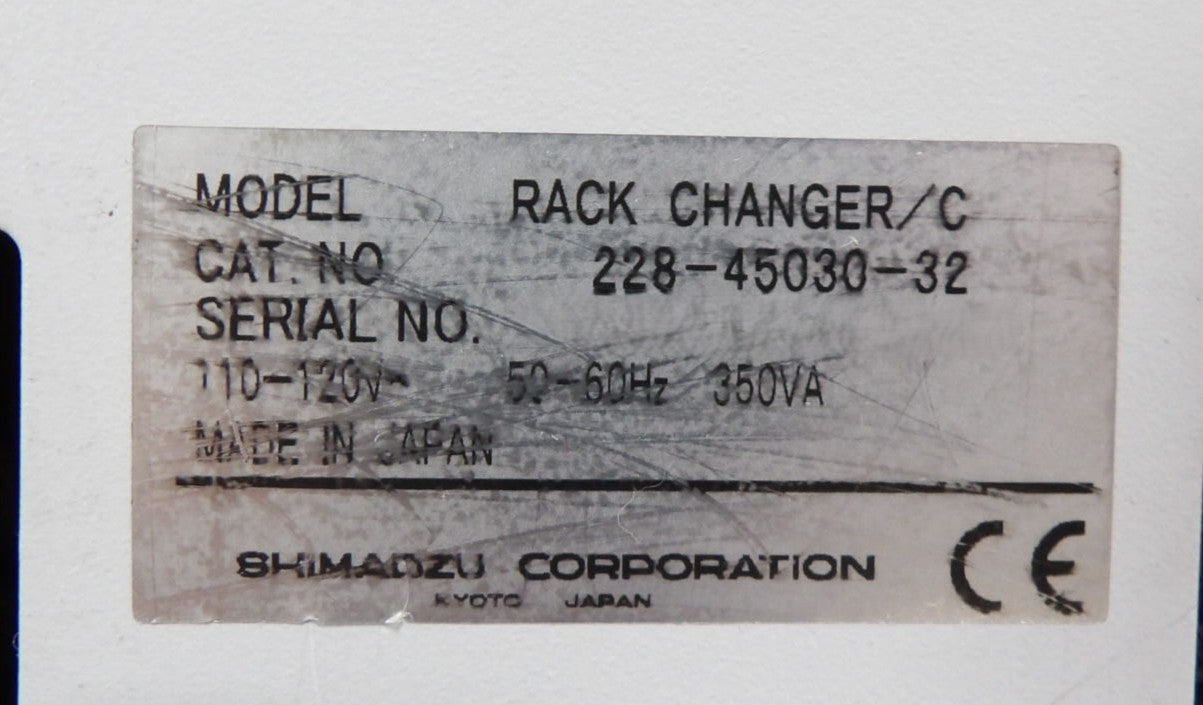 MODEL RACK CHANGER/C
CAT. NO 228-45030-32
SERIAL NO.
110-120V~ 50-60Hz 350VA
MADE IN JAPAN
SHIMADZU CORPORATION
KYOTO JAPAN
CE